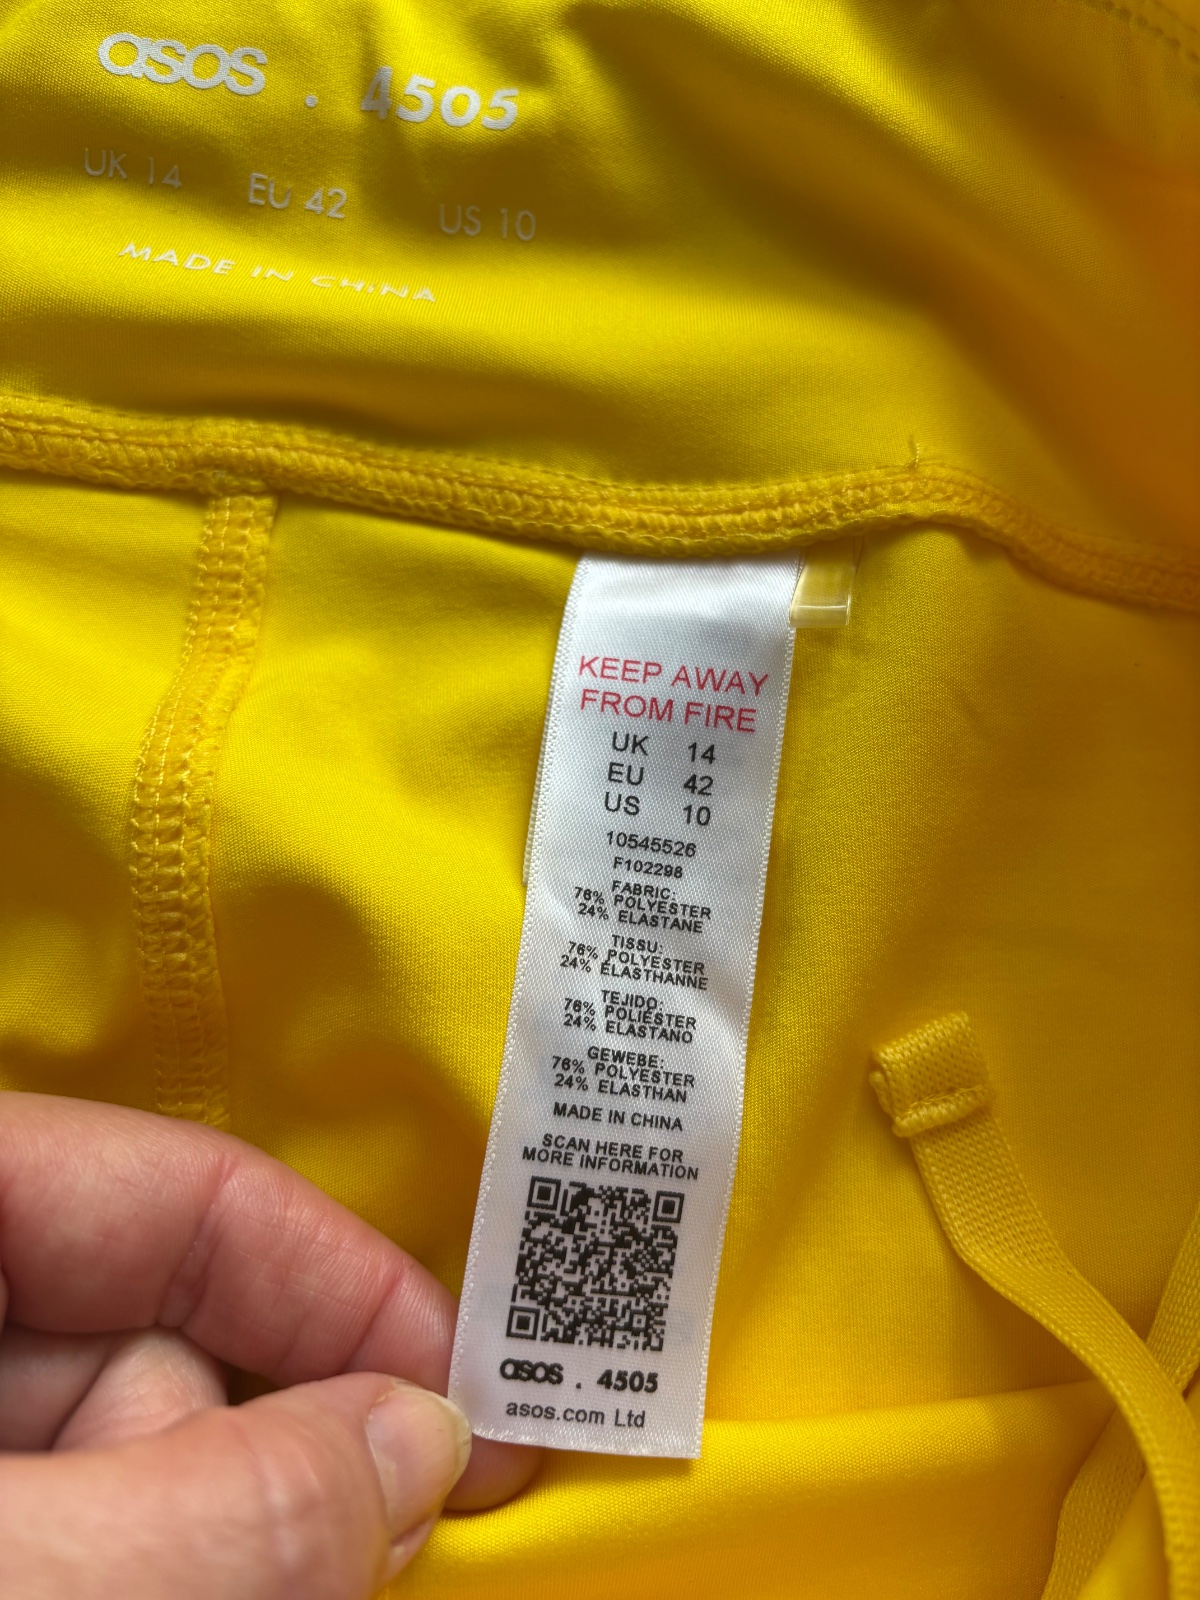 asos . 4505
UK 14 EU 42 US 10
MADE IN CHINA
KEEP AWAY
FROM FIRE
UK 14
EU 42
US 10
10545526
F102298
FABRIC:
76% POLYESTER
24% ELASTANE
TISSU:
76% POLYESTER
24% ÉLASTHANNE
TEJIDO:
76% POLIÉSTER
24% ELASTANO
GEWEBE:
76% POLYESTER
24% ELASTHAN
MADE IN CHINA
SCAN HERE FOR
MORE INFORMATION
asos . 4505
asos.com Ltd